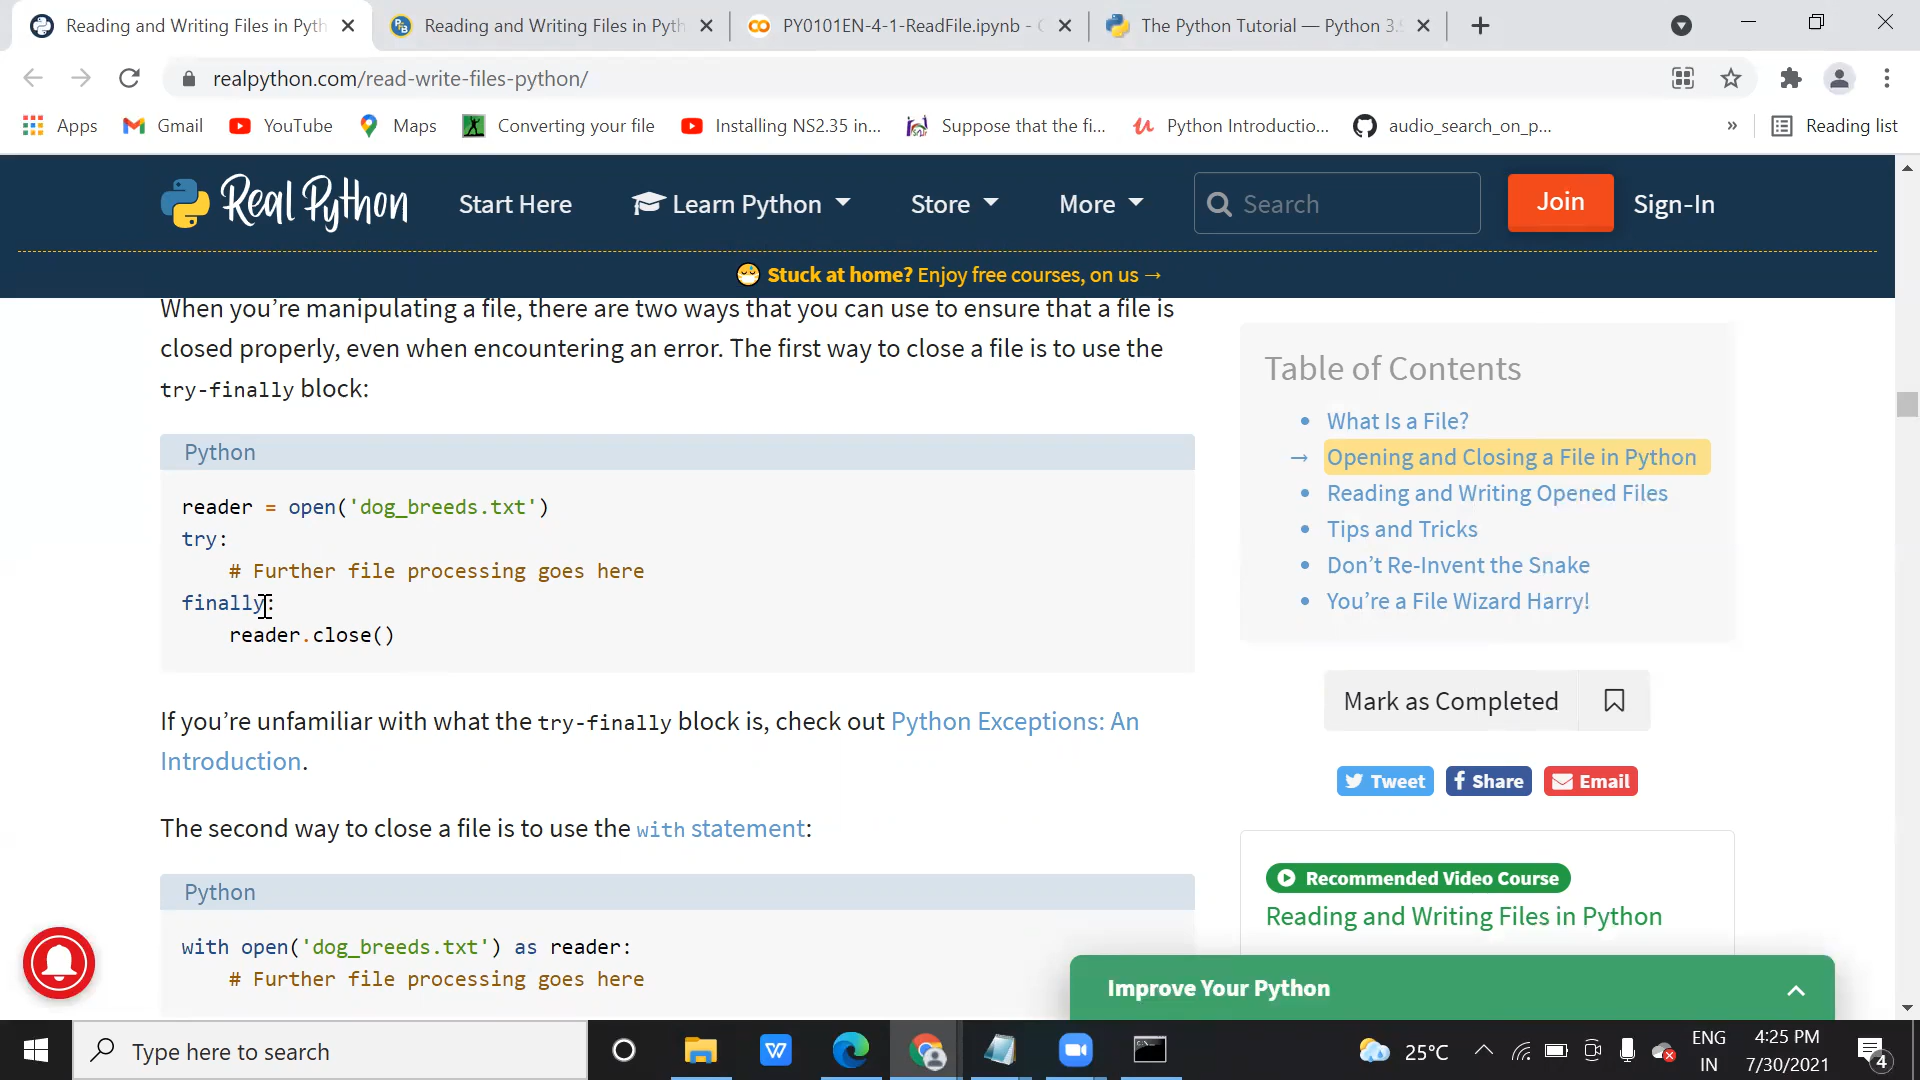 Reading and Writing Files in Pyth
Reading and Writing Files in Pyth
PY0101EN-4-1-ReadFile.ipynb - C
The Python Tutorial — Python 3.9
realpython.com/read-write-files-python/
Apps
Gmail
YouTube
Maps
Converting your file
Installing NS2.35 in...
Suppose that the fi...
Python Introductio...
audio_search_on_p...
»
Reading list
Real Python
Start Here
Learn Python
Store
More
Search
Join
Sign-In
Stuck at home? Enjoy free courses, on us →
When you’re manipulating a file, there are two ways that you can use to ensure that a file is
closed properly, even when encountering an error. The first way to close a file is to use the
try-finally block:
Python
reader = open('dog_breeds.txt')
try:
# Further file processing goes here
finally:
reader.close()
If you’re unfamiliar with what the try-finally block is, check out Python Exceptions: An
Introduction.
The second way to close a file is to use the with statement:
Python
with open('dog_breeds.txt') as reader:
# Further file processing goes here
Table of Contents
• What Is a File?
→ Opening and Closing a File in Python
• Reading and Writing Opened Files
• Tips and Tricks
• Don’t Re-Invent the Snake
• You’re a File Wizard Harry!
Mark as Completed
Tweet
Share
Email
Recommended Video Course
Reading and Writing Files in Python
Improve Your Python
Type here to search
25°C
ENG
IN
4:25 PM
7/30/2021
4